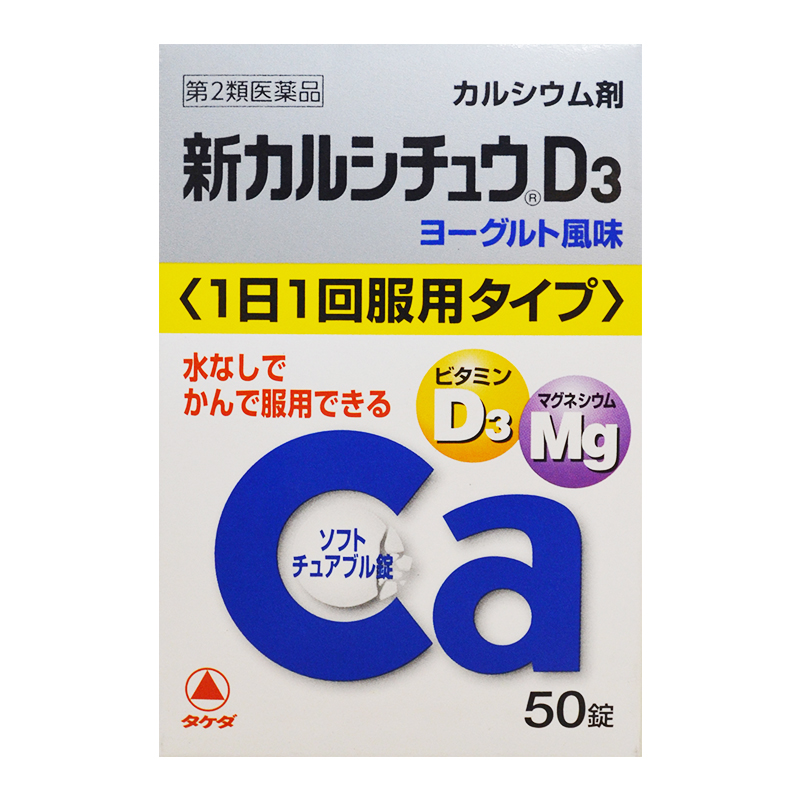 第2類医薬品
カルシウム剤
新カルシチュウ®D3
ヨーグルト風味
〈1日1回服用タイプ〉
水なしで
かんで服用できる
ビタミン
D3
マグネシウム
Mg
Ca
ソフト
チュアブル錠
タケダ
50錠